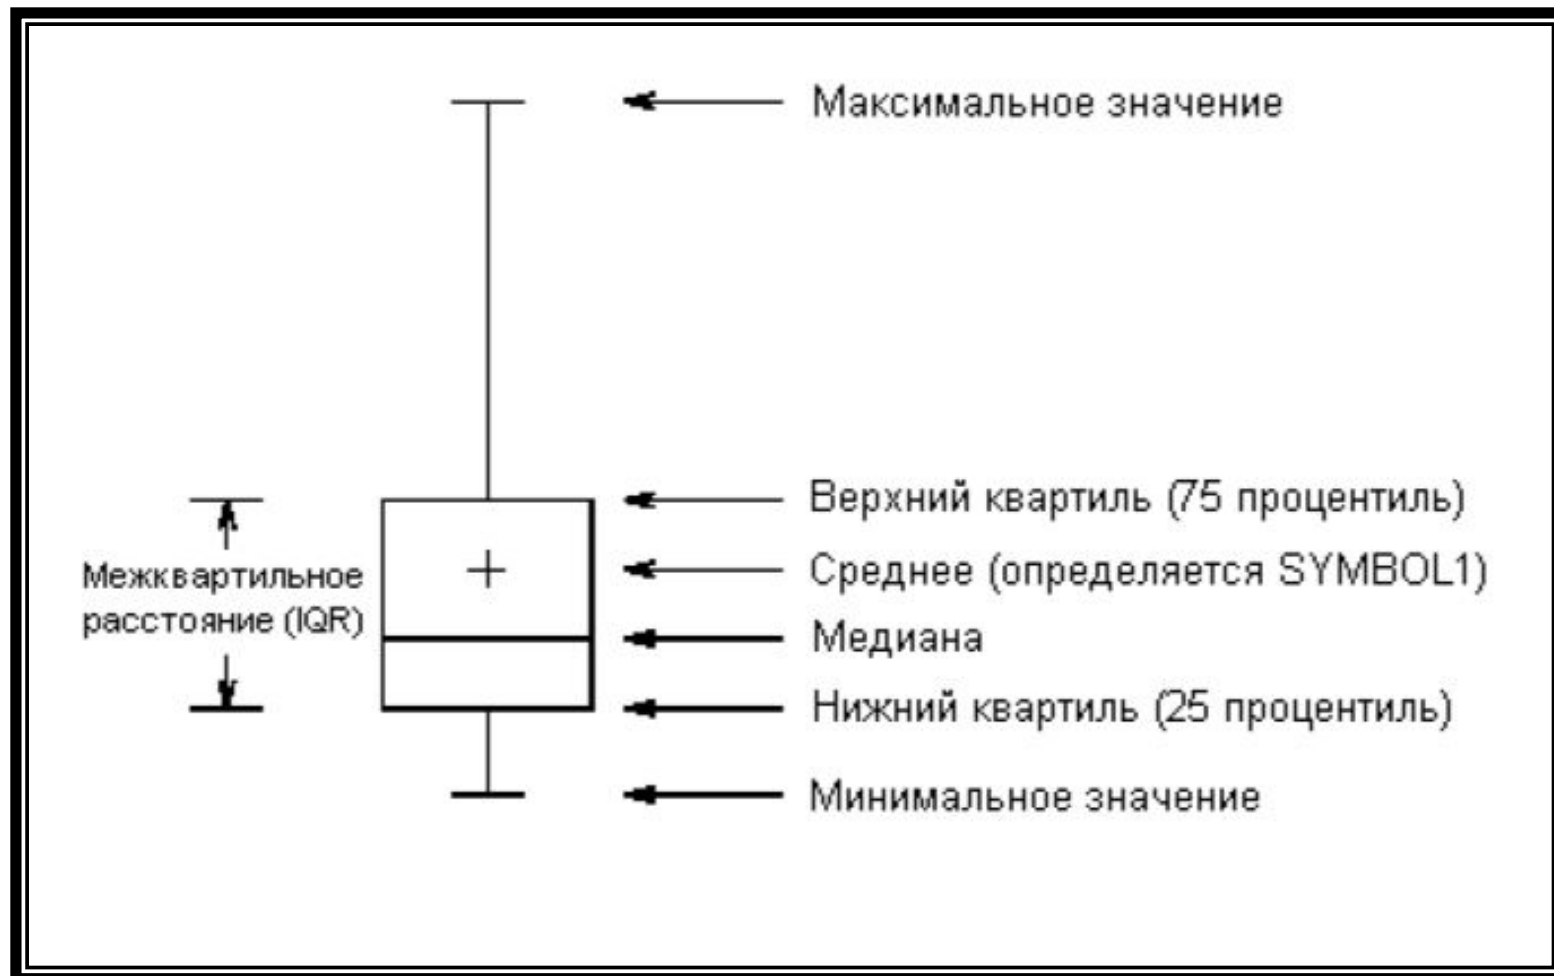 Максимальное значение
Верхний квартиль (75 процентиль)
Межквартильное
расстояние (IQR)
Среднее (определяется SYMBOL1)
Медиана
Нижний квартиль (25 процентиль)
Минимальное значение